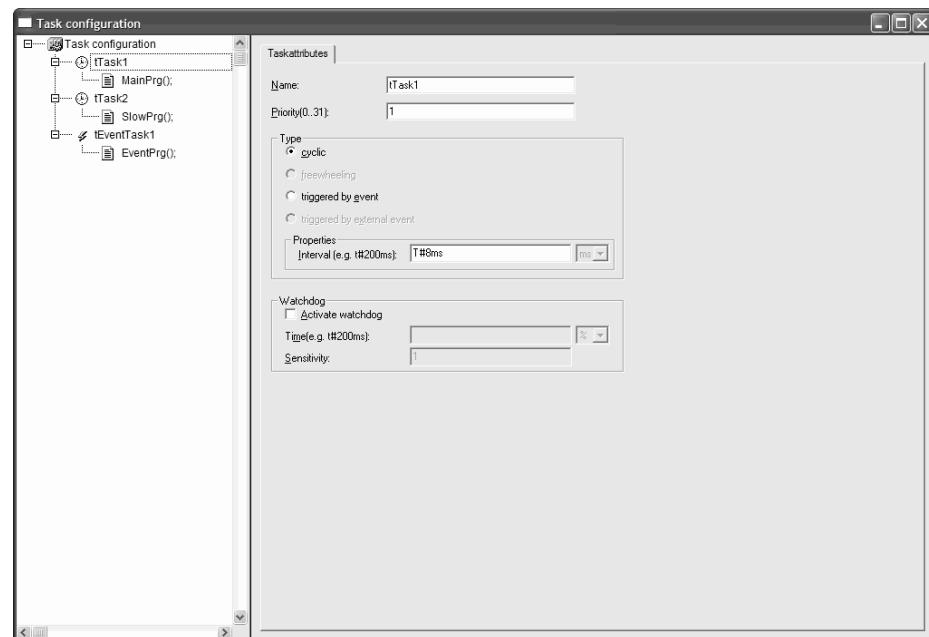 Task configuration
Task configuration
tTask1
MainPrg();
tTask2
SlowPrg();
tEventTask1
EventPrg();
Taskattributes
Name: tTask1
Priority(0..31): 1
Type
cyclic
freewheeling
triggered by event
triggered by external event
Properties
Interval (e.g. t#200ms): T#8ms ms
Watchdog
Activate watchdog
Time(e.g. t#200ms): %
Sensitivity: 1